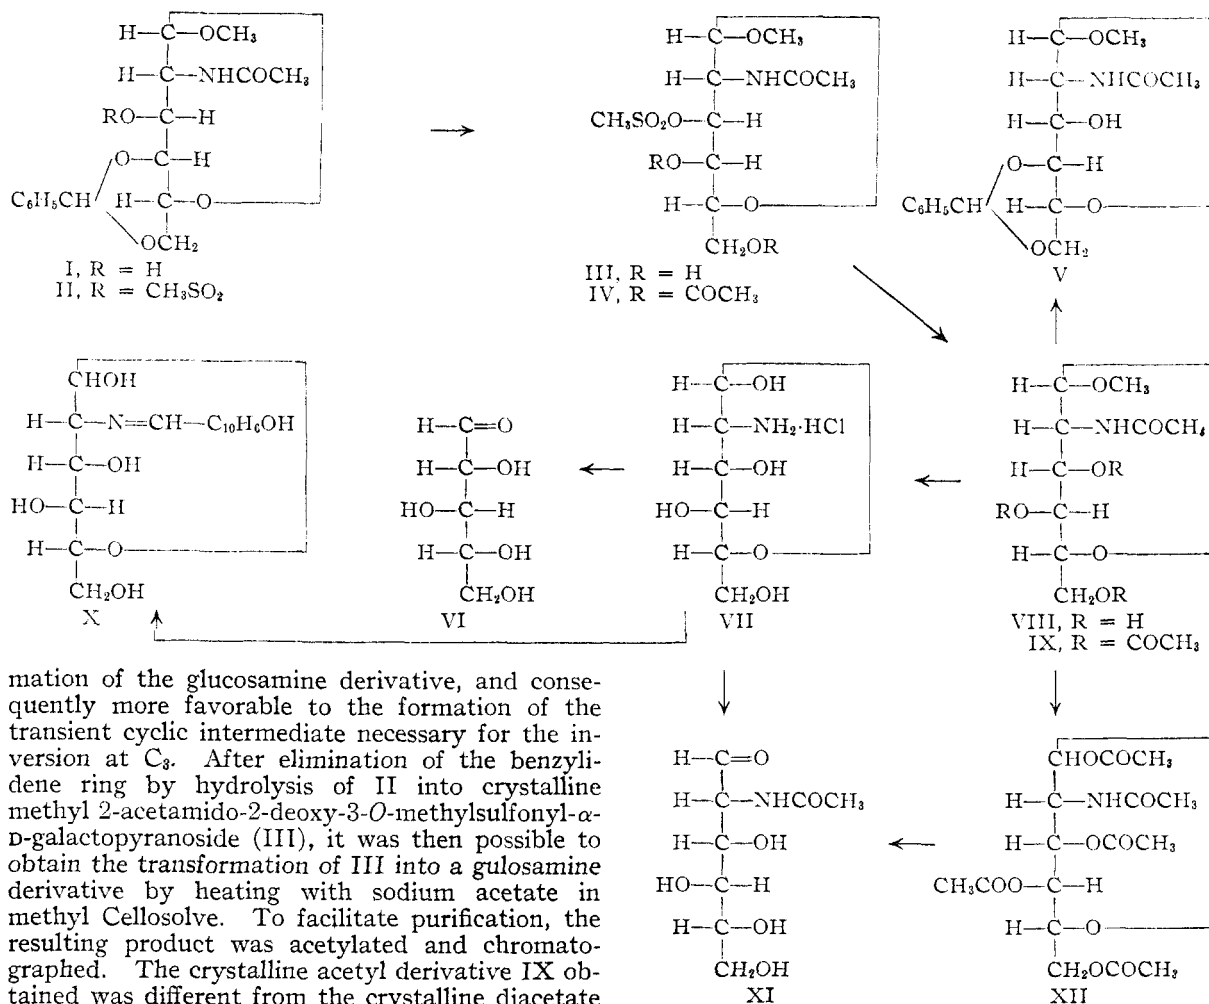 H—C—OCH₃
H—C—NHCOCH₃
RO—C—H
O—C—H
C₆H₅CH
H—C—O
OCH₂
I, R = H
II, R = CH₃SO₂
H—C—OCH₃
H—C—NHCOCH₃
CH₃SO₂O—C—H
RO—C—H
H—C—O
CH₂OR
III, R = H
IV, R = COCH₃
H—C—OCH₃
H—C—NHCOCH₃
H—C—OH
O—C—H
C₆H₅CH
H—C—O
OCH₂
V
CHOH
H—C—N=CH—C₁₀H₆OH
H—C—OH
HO—C—H
H—C—O
CH₂OH
X
H—C=O
H—C—OH
HO—C—H
H—C—OH
CH₂OH
VI
H—C—OH
H—C—NH₂·HCl
H—C—OH
HO—C—H
H—C—O
CH₂OH
VII
H—C—OCH₃
H—C—NHCOCH₃
H—C—OR
RO—C—H
H—C—O
CH₂OR
VIII, R = H
IX, R = COCH₃
mation of the glucosamine derivative, and conse-
quently more favorable to the formation of the
transient cyclic intermediate necessary for the in-
version at C₃. After elimination of the benzyli-
dene ring by hydrolysis of II into crystalline
methyl 2-acetamido-2-deoxy-3-O-methylsulfonyl-α-
D-galactopyranoside (III), it was then possible to
obtain the transformation of III into a gulosamine
derivative by heating with sodium acetate in
methyl Cellosolve. To facilitate purification, the
resulting product was acetylated and chromato-
graphed. The crystalline acetyl derivative IX ob-
tained was different from the crystalline diacetate
H—C=O
H—C—NHCOCH₃
H—C—OH
HO—C—H
H—C—OH
CH₂OH
XI
CHOCOCH₃
H—C—NHCOCH₃
H—C—OCOCH₃
CH₃COO—C—H
H—C—O
CH₂OCOCH₃
XII